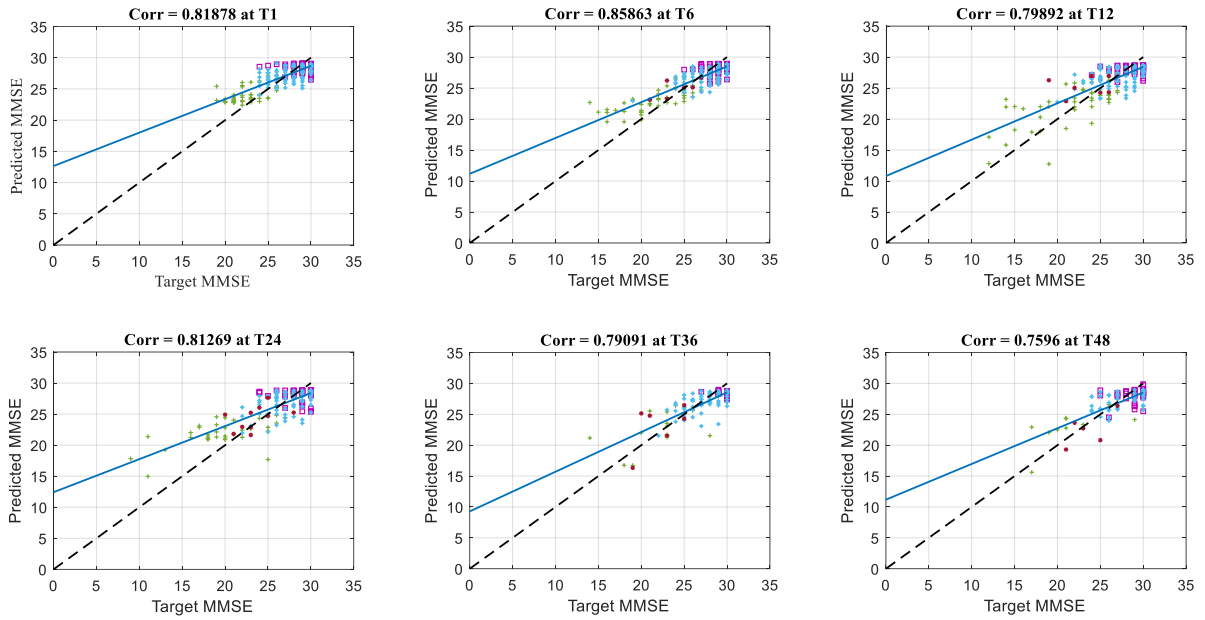 Corr = 0.81878 at T1
Predicted MMSE
35
30
25
20
15
10
5
0
0 5 10 15 20 25 30 35
Target MMSE
Corr = 0.85863 at T6
Predicted MMSE
35
30
25
20
15
10
5
0
0 5 10 15 20 25 30 35
Target MMSE
Corr = 0.79892 at T12
Predicted MMSE
35
30
25
20
15
10
5
0
0 5 10 15 20 25 30 35
Target MMSE
Corr = 0.81269 at T24
Predicted MMSE
35
30
25
20
15
10
5
0
0 5 10 15 20 25 30 35
Target MMSE
Corr = 0.79091 at T36
Predicted MMSE
35
30
25
20
15
10
5
0
0 5 10 15 20 25 30 35
Target MMSE
Corr = 0.7596 at T48
Predicted MMSE
35
30
25
20
15
10
5
0
0 5 10 15 20 25 30 35
Target MMSE